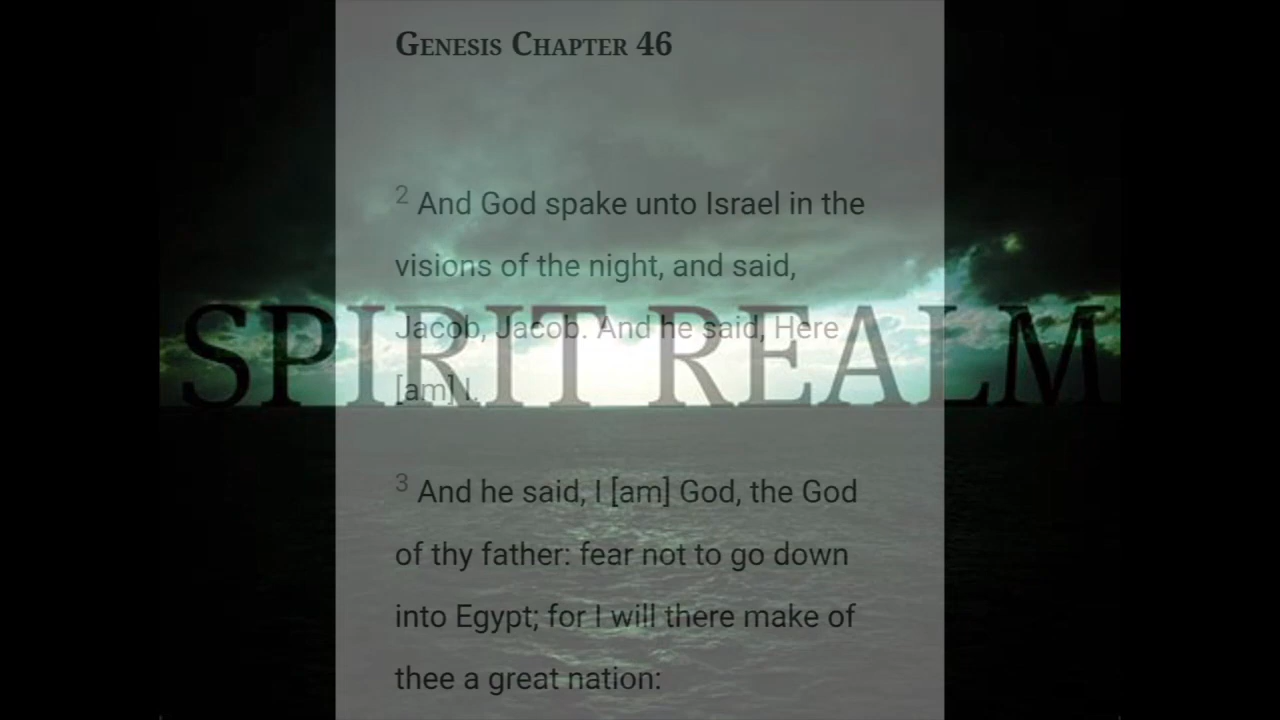 Genesis Chapter 46
2 And God spake unto Israel in the
visions of the night, and said,
Jacob, Jacob. And he said, Here
[am] I.
SPIRIT REALM
3 And he said, I [am] God, the God
of thy father: fear not to go down
into Egypt; for I will there make of
thee a great nation: